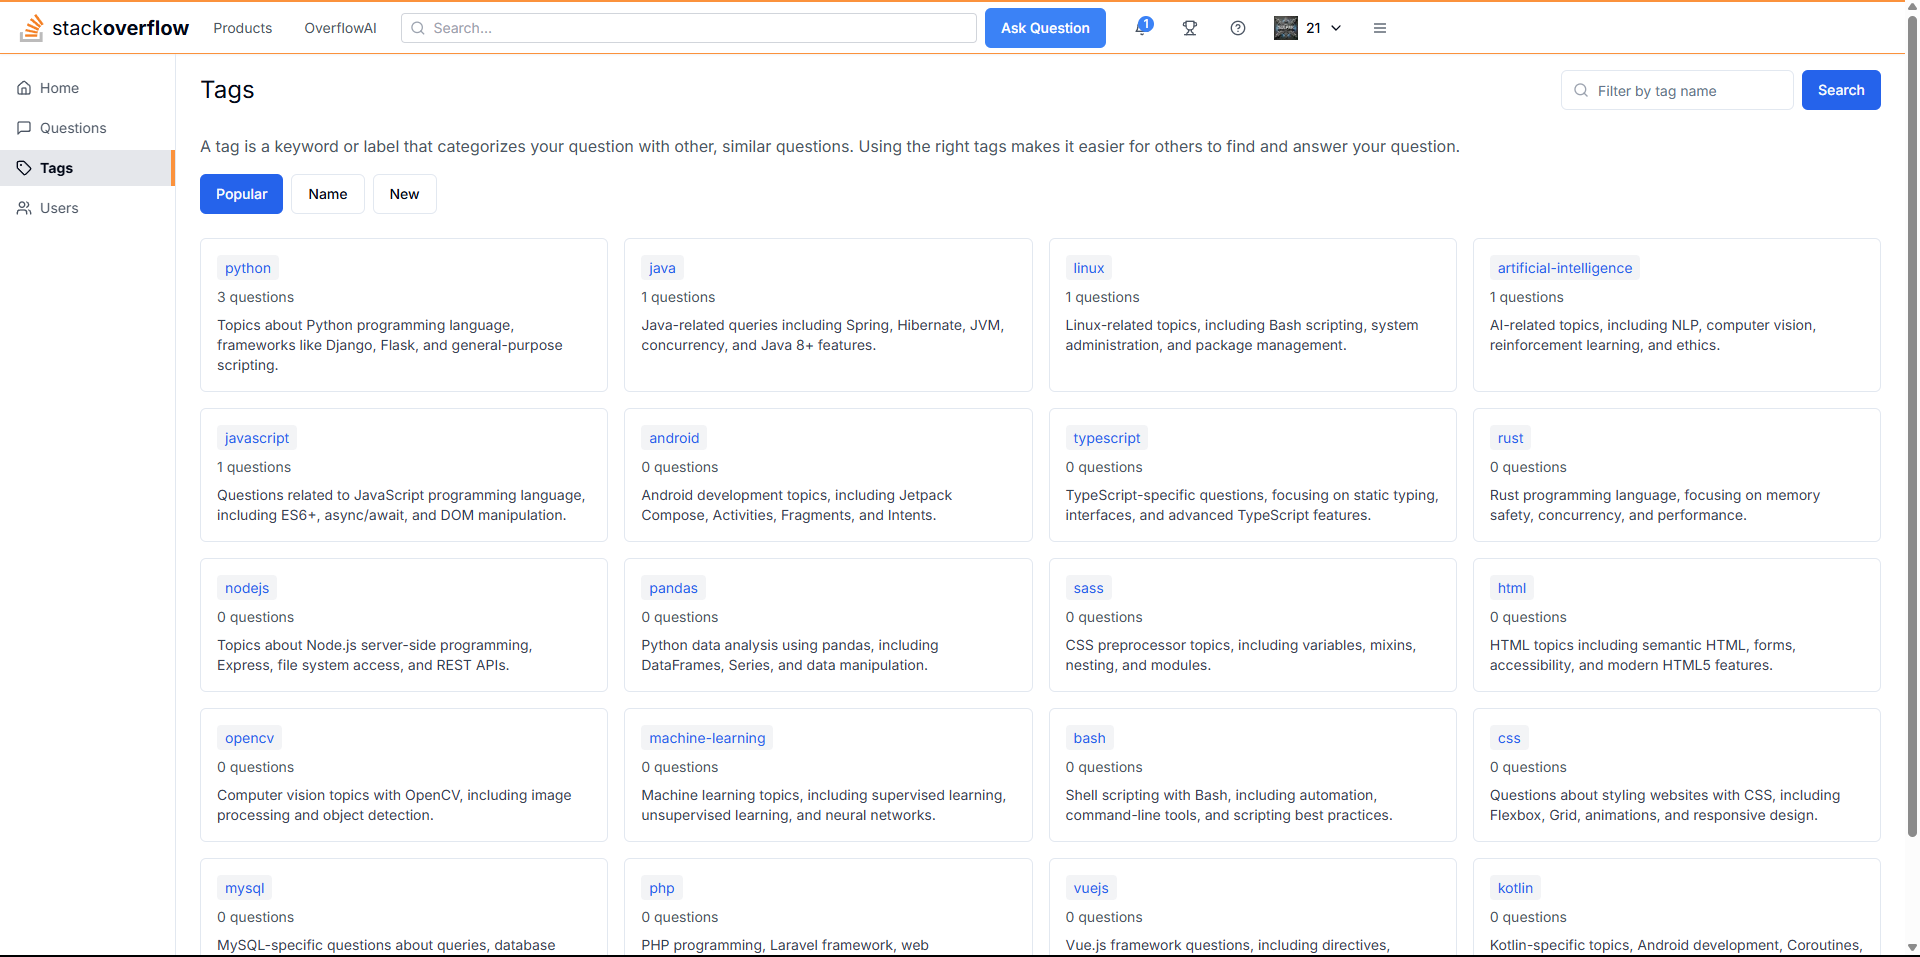 stackoverflow Products OverflowAI Search... Ask Question 1 21
Home
Questions
Tags
Users
Tags
Filter by tag name Search
A tag is a keyword or label that categorizes your question with other, similar questions. Using the right tags makes it easier for others to find and answer your question.
Popular Name New
python
3 questions
Topics about Python programming language,
frameworks like Django, Flask, and general-purpose
scripting.
java
1 questions
Java-related queries including Spring, Hibernate, JVM,
concurrency, and Java 8+ features.
linux
1 questions
Linux-related topics, including Bash scripting, system
administration, and package management.
artificial-intelligence
1 questions
AI-related topics, including NLP, computer vision,
reinforcement learning, and ethics.
javascript
1 questions
Questions related to JavaScript programming language,
including ES6+, async/await, and DOM manipulation.
android
0 questions
Android development topics, including Jetpack
Compose, Activities, Fragments, and Intents.
typescript
0 questions
TypeScript-specific questions, focusing on static typing,
interfaces, and advanced TypeScript features.
rust
0 questions
Rust programming language, focusing on memory
safety, concurrency, and performance.
nodejs
0 questions
Topics about Node.js server-side programming,
Express, file system access, and REST APIs.
pandas
0 questions
Python data analysis using pandas, including
DataFrames, Series, and data manipulation.
sass
0 questions
CSS preprocessor topics, including variables, mixins,
nesting, and modules.
html
0 questions
HTML topics including semantic HTML, forms,
accessibility, and modern HTML5 features.
opencv
0 questions
Computer vision topics with OpenCV, including image
processing and object detection.
machine-learning
0 questions
Machine learning topics, including supervised learning,
unsupervised learning, and neural networks.
bash
0 questions
Shell scripting with Bash, including automation,
command-line tools, and scripting best practices.
css
0 questions
Questions about styling websites with CSS, including
Flexbox, Grid, animations, and responsive design.
mysql
0 questions
MySQL-specific questions about queries, database
php
0 questions
PHP programming, Laravel framework, web
vuejs
0 questions
Vue.js framework questions, including directives,
kotlin
0 questions
Kotlin-specific topics, Android development, Coroutines,